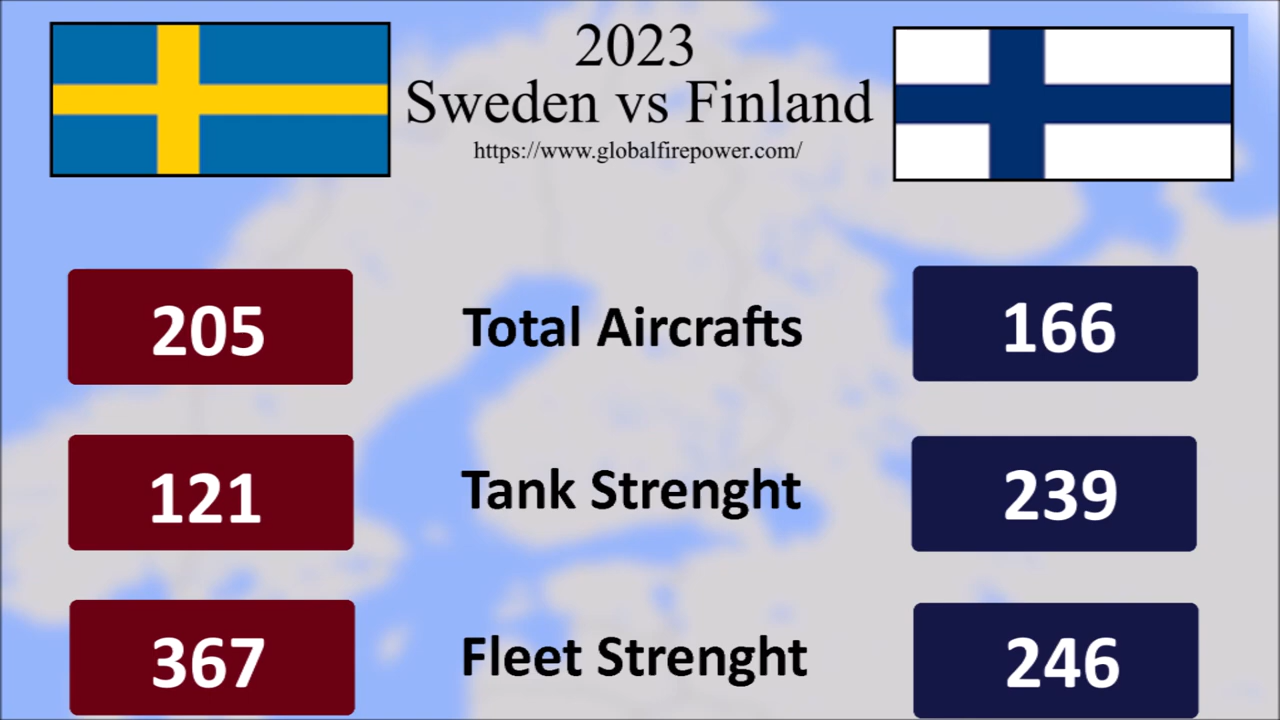 2023
Sweden vs Finland
https://www.globalfirepower.com/
205 Total Aircrafts 166
121 Tank Strenght 239
367 Fleet Strenght 246